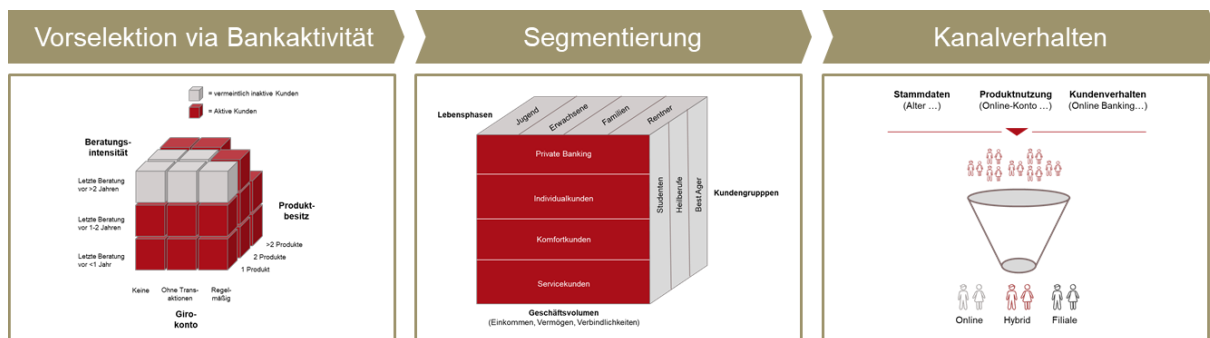 Vorselektion via Bankaktivität
= vermeintlich inaktive Kunden
= Aktive Kunden
Beratungs-
intensität
Letzte Beratung
vor >2 Jahren
Letzte Beratung
vor 1-2 Jahren
Letzte Beratung
vor <1 Jahr
Produkt-
besitz
>2 Produkte
2 Produkte
1 Produkt
Keine
Ohne Trans-
aktionen
Regel-
mäßig
Giro-
konto
Segmentierung
Lebensphasen
Jugend
Erwachsene
Familien
Rentner
Private Banking
Individualkunden
Komfortkunden
Servicekunden
Studenten
Heilberufe
Best Ager
Kundengrupppen
Geschäftsvolumen
(Einkommen, Vermögen, Verbindlichkeiten)
Kanalverhalten
Stammdaten
(Alter ...)
Produktnutzung
(Online-Konto ...)
Kundenverhalten
(Online Banking...)
Online
Hybrid
Filiale